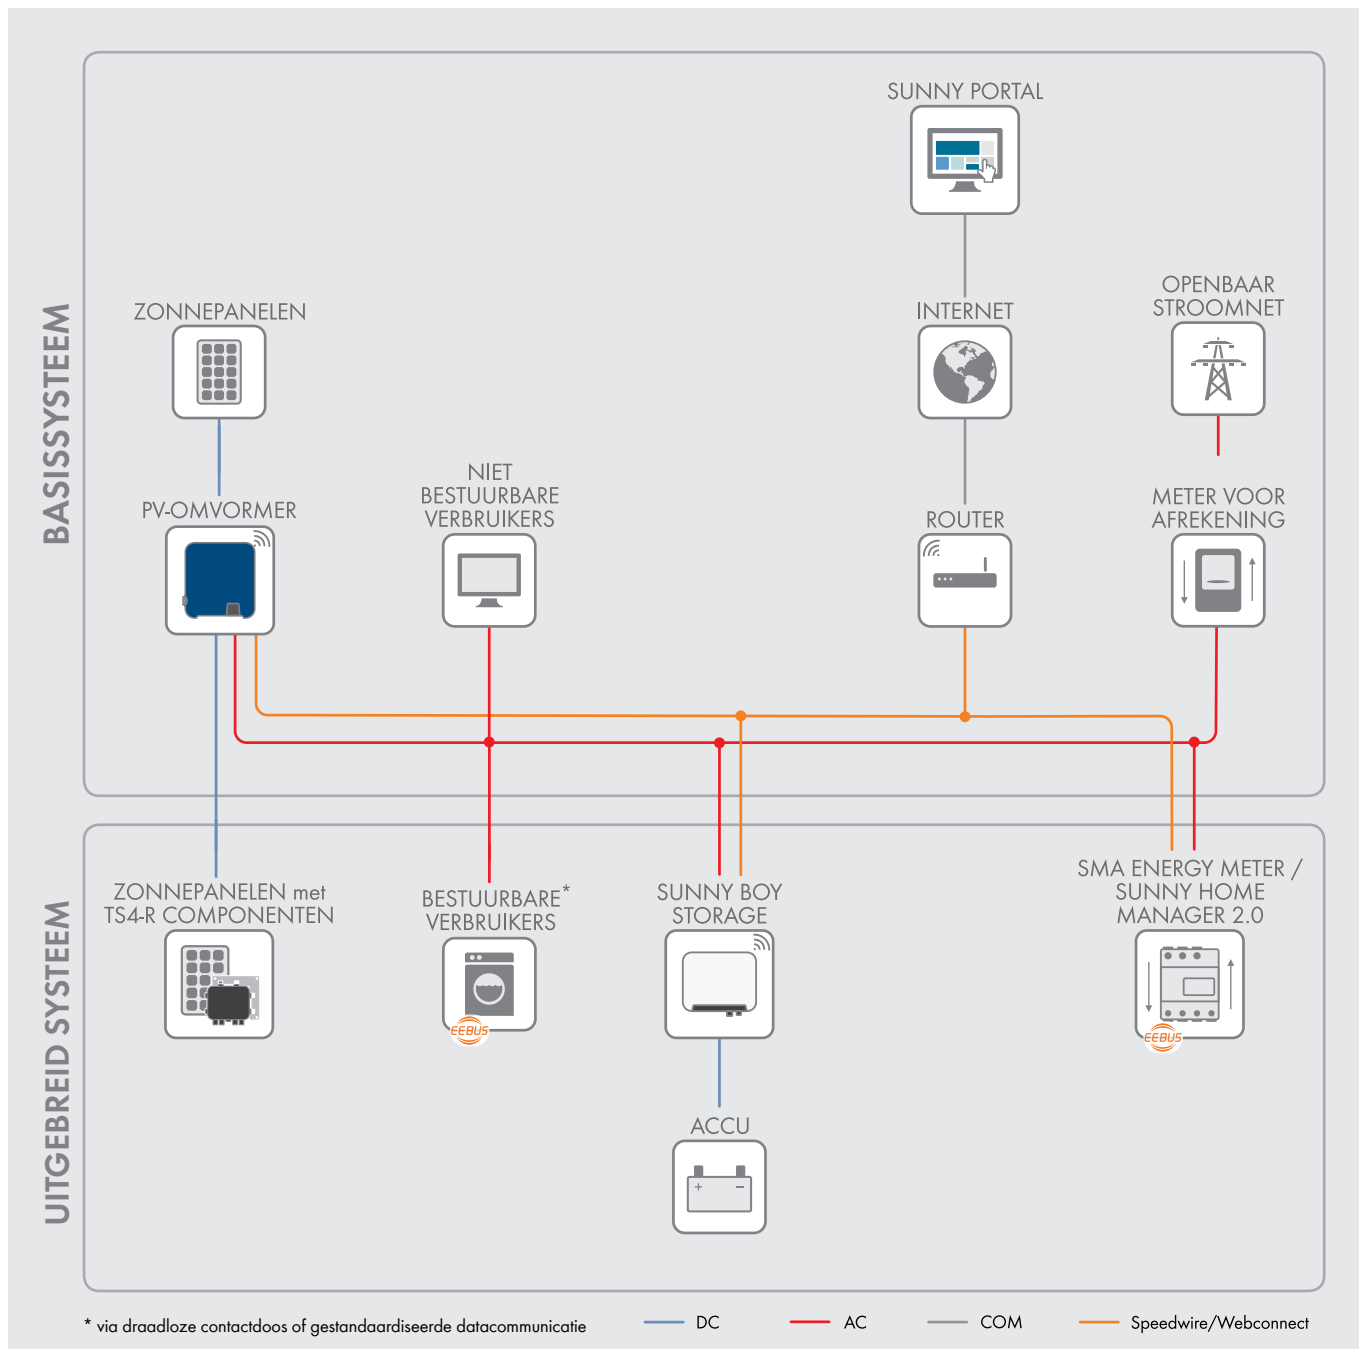 BASISSYSTEEM
SUNNY PORTAL
ZONNEPANELEN
INTERNET
OPENBAAR
STROOMNET
PV-OMVORMER
NIET
BESTUURBARE
VERBRUIKERS
ROUTER
METER VOOR
AFREKENING
UITGEBREID SYSTEEM
ZONNEPANELEN met
TS4-R COMPONENTEN
BESTUURBARE*
VERBRUIKERS
EEBUS
SUNNY BOY
STORAGE
SMA ENERGY METER /
SUNNY HOME
MANAGER 2.0
EEBUS
ACCU
+ −
* via draadloze contactdoos of gestandaardiseerde datacommunicatie
DC
AC
COM
Speedwire/Webconnect